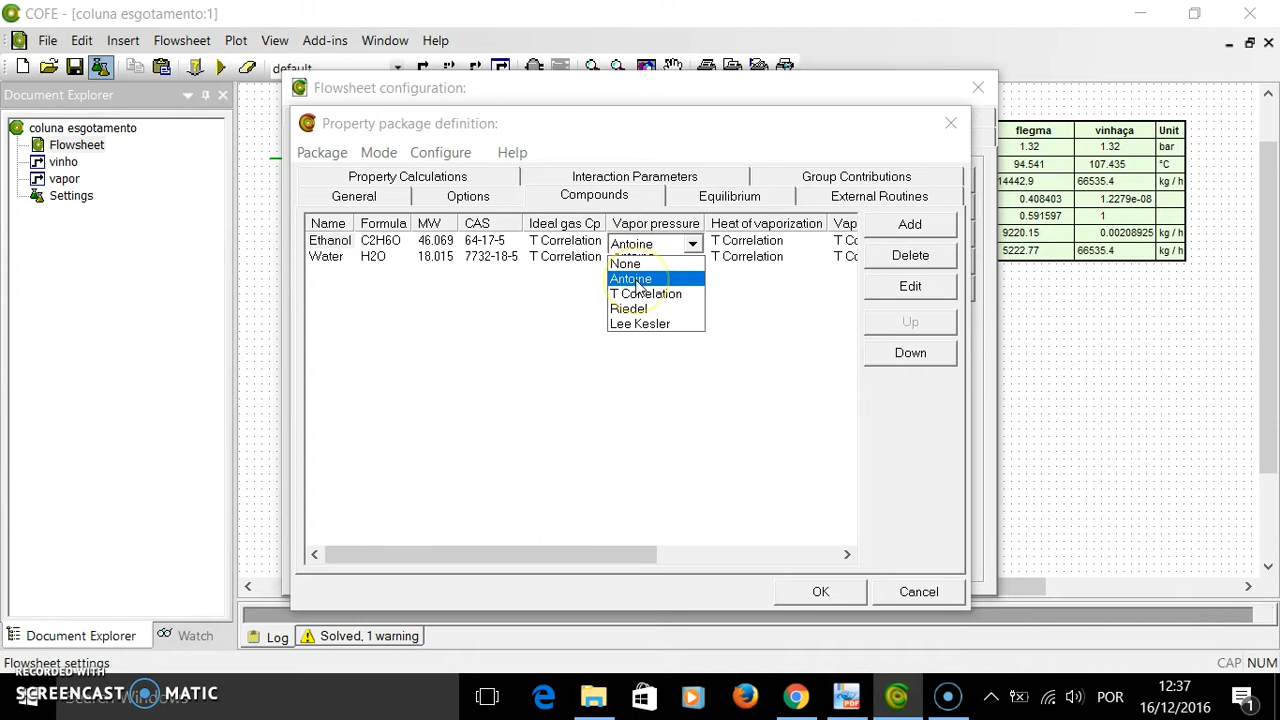 COFE - [coluna esgotamento:1]
File Edit Insert Flowsheet Plot View Add-ins Window Help
default
Document Explorer
coluna esgotamento
Flowsheet
vinho
vapor
Settings
Flowsheet configuration:
Property package definition:
Package Mode Configure Help
Property Calculations Interaction Parameters Group Contributions
General Options Compounds Equilibrium External Routines
Name Formula MW CAS Ideal gas Cp Vapor pressure Heat of vaporization Vap
Ethanol C2H6O 46.069 64-17-5 T Correlation Antoine T Correlation T Co
Water H2O 18.015 7732-18-5 T Correlation T Correlation T Co
None
Antoine
T Correlation
Riedel
Lee Kesler
Add
Delete
Edit
Up
Down
OK Cancel
flegma vinhaça Unit
1.32 1.32 bar
94.541 107.435 °C
14442.9 66535.4 kg / h
0.408403 1.2279e-08
0.591597 1
9220.15 0.00208925 kg / h
5222.77 66535.4 kg / h
Document Explorer Watch
Log Solved, 1 warning
Flowsheet settings CAP NUM
RECORDED WITH
SCREENCAST MATIC
Windows
POR
12:37
16/12/2016
1